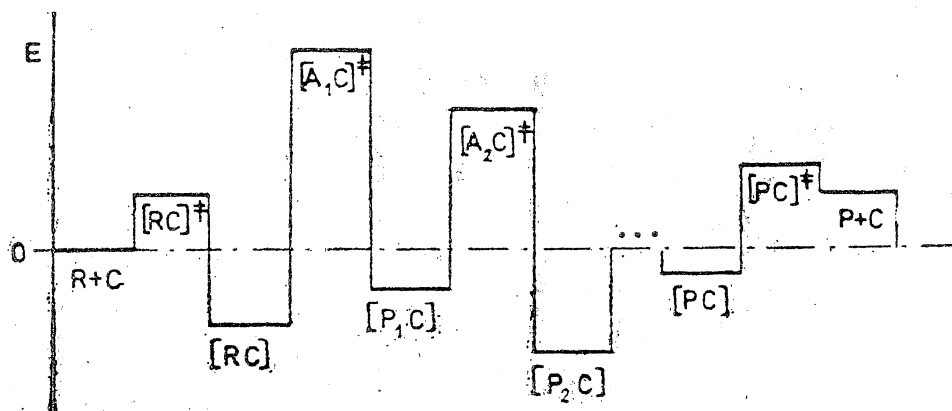 E
[A₁C]‡
[A₂C]‡
[RC]‡
[PC]‡
P+C
0
...
R+C
[PC]
[P₁C]
[RC]
[P₂C]